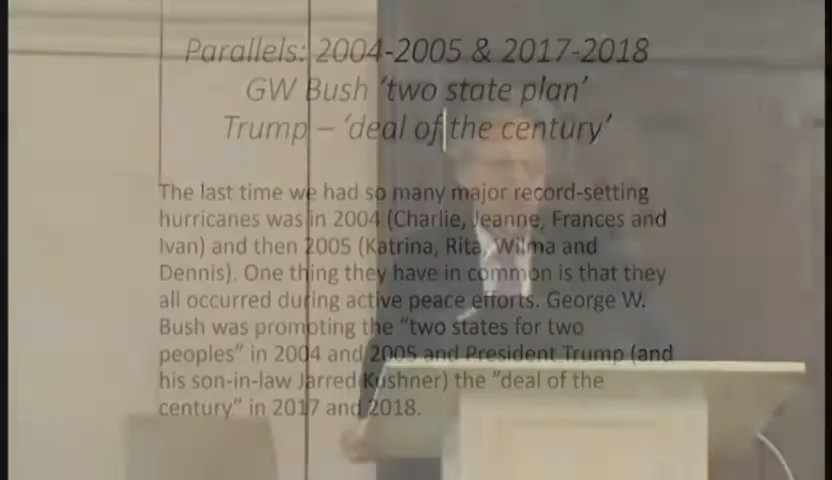 Parallels: 2004-2005 & 2017-2018
GW Bush ‘two state plan’
Trump – ‘deal of the century’
The last time we had so many major record-setting
hurricanes was in 2004 (Charlie, Jeanne, Frances and
Ivan) and then 2005 (Katrina, Rita, Wilma and
Dennis). One thing they have in common is that they
all occurred during active peace efforts. George W.
Bush was promoting the “two states for two
peoples” in 2004 and 2005 and President Trump (and
his son-in-law Jarred Kushner) the “deal of the
century” in 2017 and 2018.